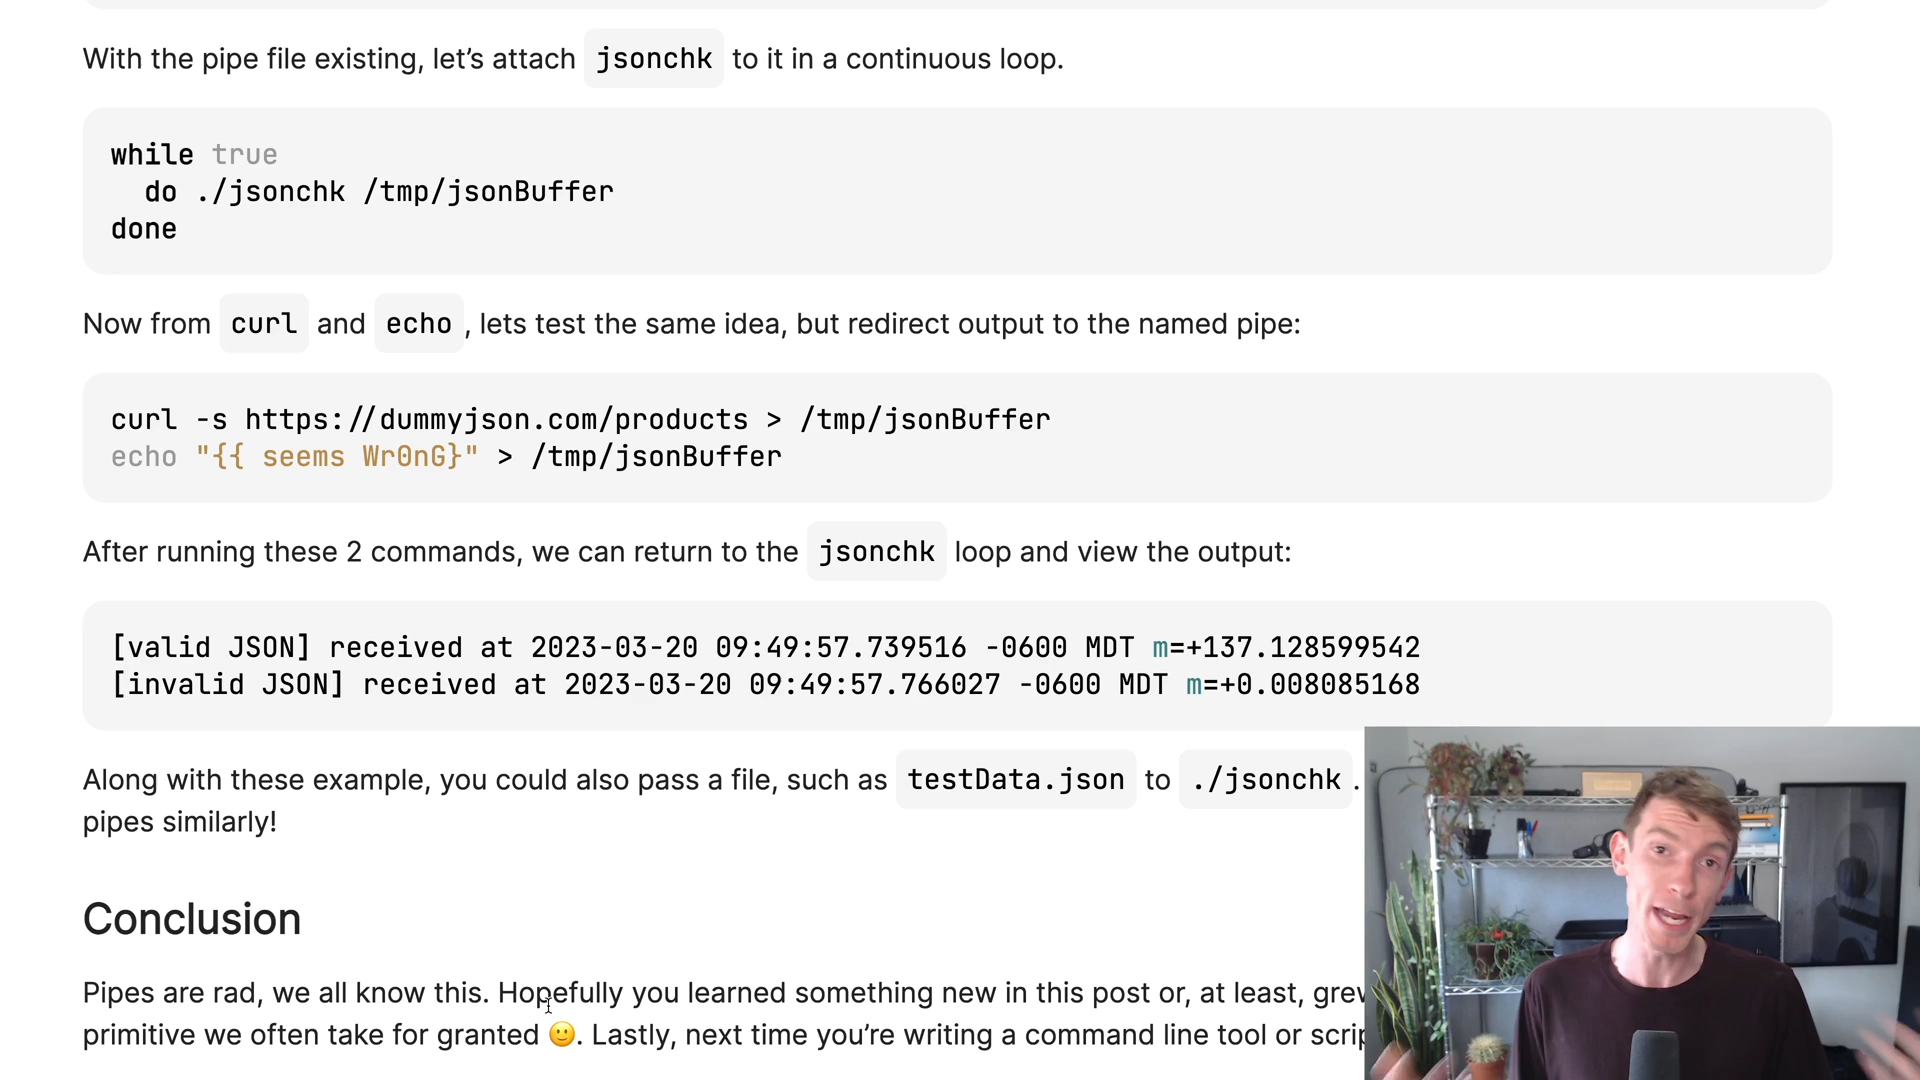 With the pipe file existing, let’s attach jsonchk to it in a continuous loop.
while true
do ./jsonchk /tmp/jsonBuffer
done
Now from curl and echo , lets test the same idea, but redirect output to the named pipe:
curl -s https://dummyjson.com/products > /tmp/jsonBuffer
echo "{{ seems Wr0nG}" > /tmp/jsonBuffer
After running these 2 commands, we can return to the jsonchk loop and view the output:
[valid JSON] received at 2023-03-20 09:49:57.739516 -0600 MDT m=+137.128599542
[invalid JSON] received at 2023-03-20 09:49:57.766027 -0600 MDT m=+0.008085168
Along with these example, you could also pass a file, such as testData.json to ./jsonchk .
pipes similarly!
Conclusion
Pipes are rad, we all know this. Hopefully you learned something new in this post or, at least,
primitive we often take for granted 🙂. Lastly, next time you’re writing a command line tool or